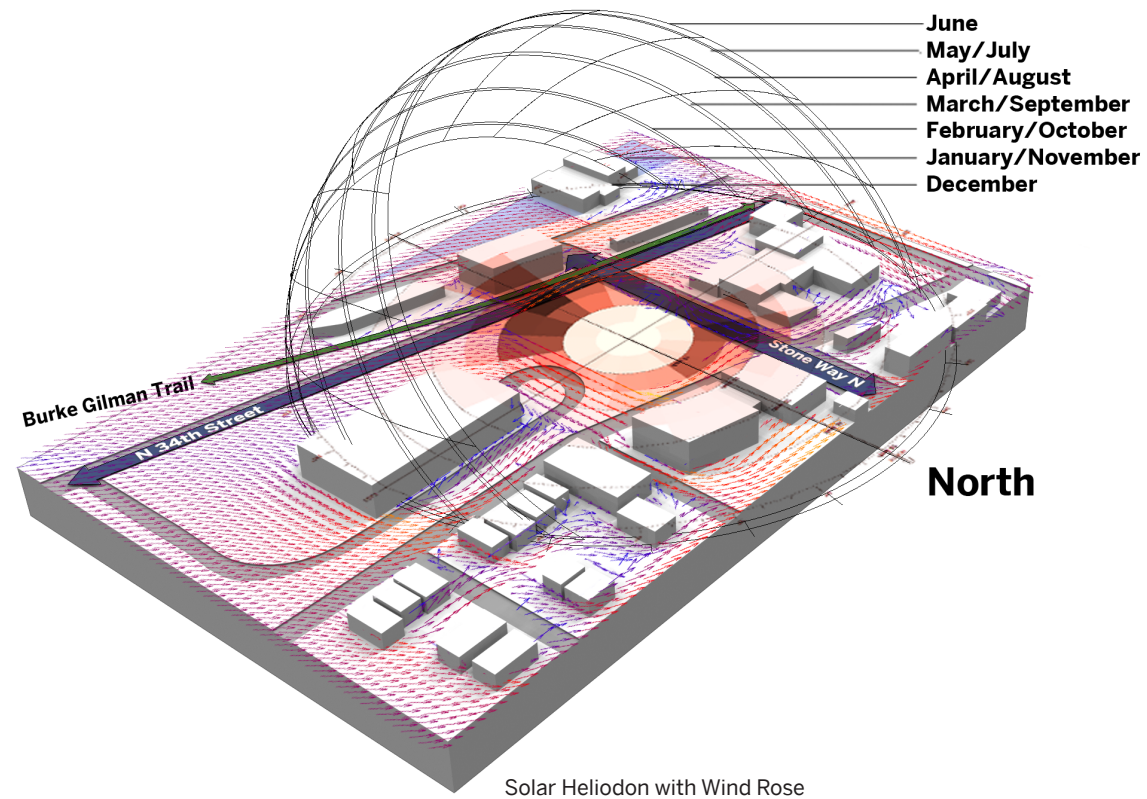 June
May/July
April/August
March/September
February/October
January/November
December
Stone Way N
Burke Gilman Trail
N 34th Street
North
Solar Heliodon with Wind Rose